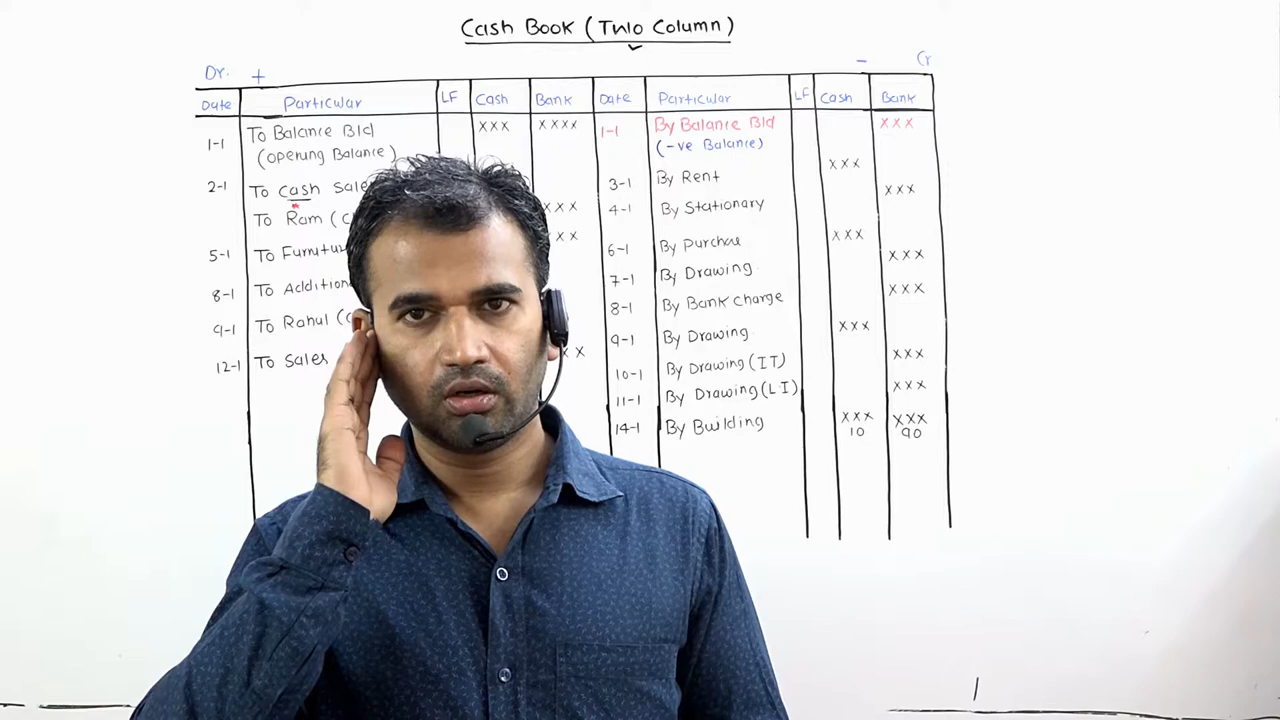 Cash Book (Two Column)
Dr. + - Cr
Date Particular LF Cash Bank Date Particular LF Cash Bank
1-1 To Balance Bld xxx xxxx 1-1 By Balance Bld xxx
(opening Balance) (-ve Balance)
2-1 To cash Sales 3-1 By Rent xxx
To Ram xxx 4-1 By Stationary xxx
5-1 To xx 6-1 By Purchae xxx
8-1 To 7-1 By Drawing xxx
8-1 By Bank charge xxx
9-1 To Rahul 9-1 By Drawing xxx
12-1 To Sales xx 10-1 By Drawing (IT) xxx
11-1 By Drawing (LI) xxx
14-1 By Building xxx xxx
10 90